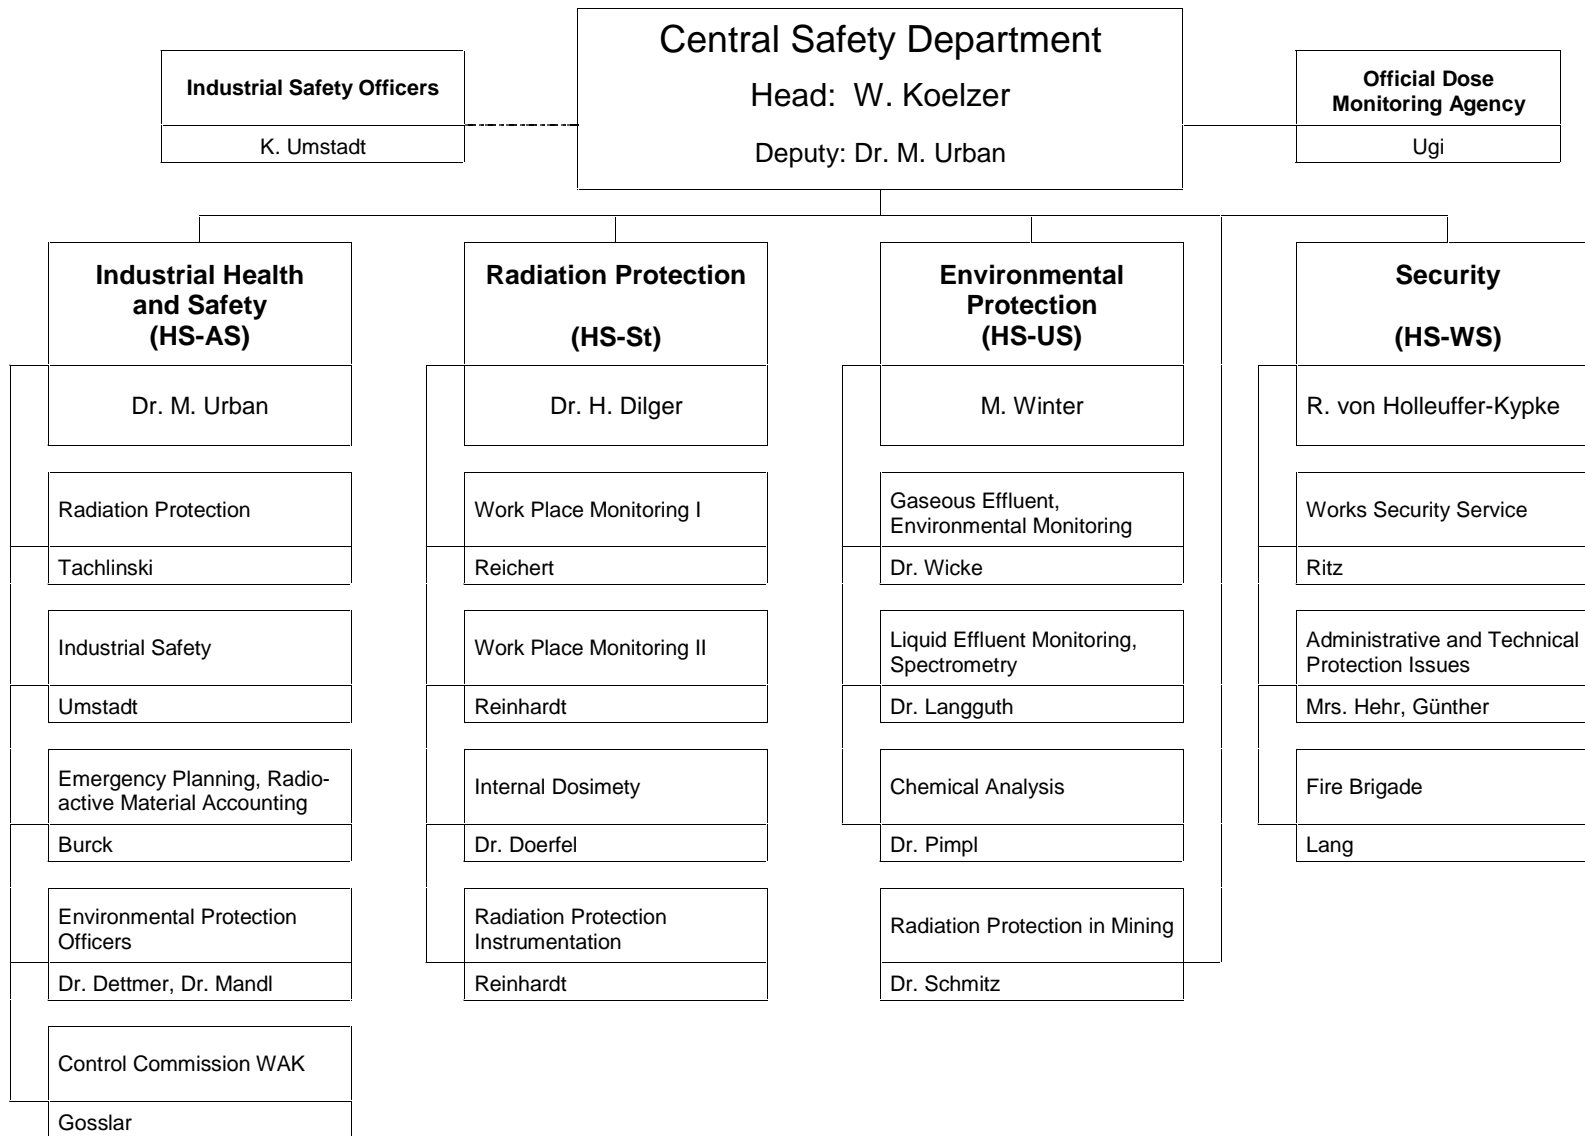 Central Safety Department
Head: W. Koelzer
Deputy: Dr. M. Urban
Industrial Safety Officers
K. Umstadt
Official Dose
Monitoring Agency
Ugi
Industrial Health
and Safety
(HS-AS)
Dr. M. Urban
Radiation Protection
Tachlinski
Industrial Safety
Umstadt
Emergency Planning, Radio-
active Material Accounting
Burck
Environmental Protection
Officers
Dr. Dettmer, Dr. Mandl
Control Commission WAK
Gosslar
Radiation Protection
(HS-St)
Dr. H. Dilger
Work Place Monitoring I
Reichert
Work Place Monitoring II
Reinhardt
Internal Dosimety
Dr. Doerfel
Radiation Protection
Instrumentation
Reinhardt
Environmental
Protection
(HS-US)
M. Winter
Gaseous Effluent,
Environmental Monitoring
Dr. Wicke
Liquid Effluent Monitoring,
Spectrometry
Dr. Langguth
Chemical Analysis
Dr. Pimpl
Radiation Protection in Mining
Dr. Schmitz
Security
(HS-WS)
R. von Holleuffer-Kypke
Works Security Service
Ritz
Administrative and Technical
Protection Issues
Mrs. Hehr, Günther
Fire Brigade
Lang